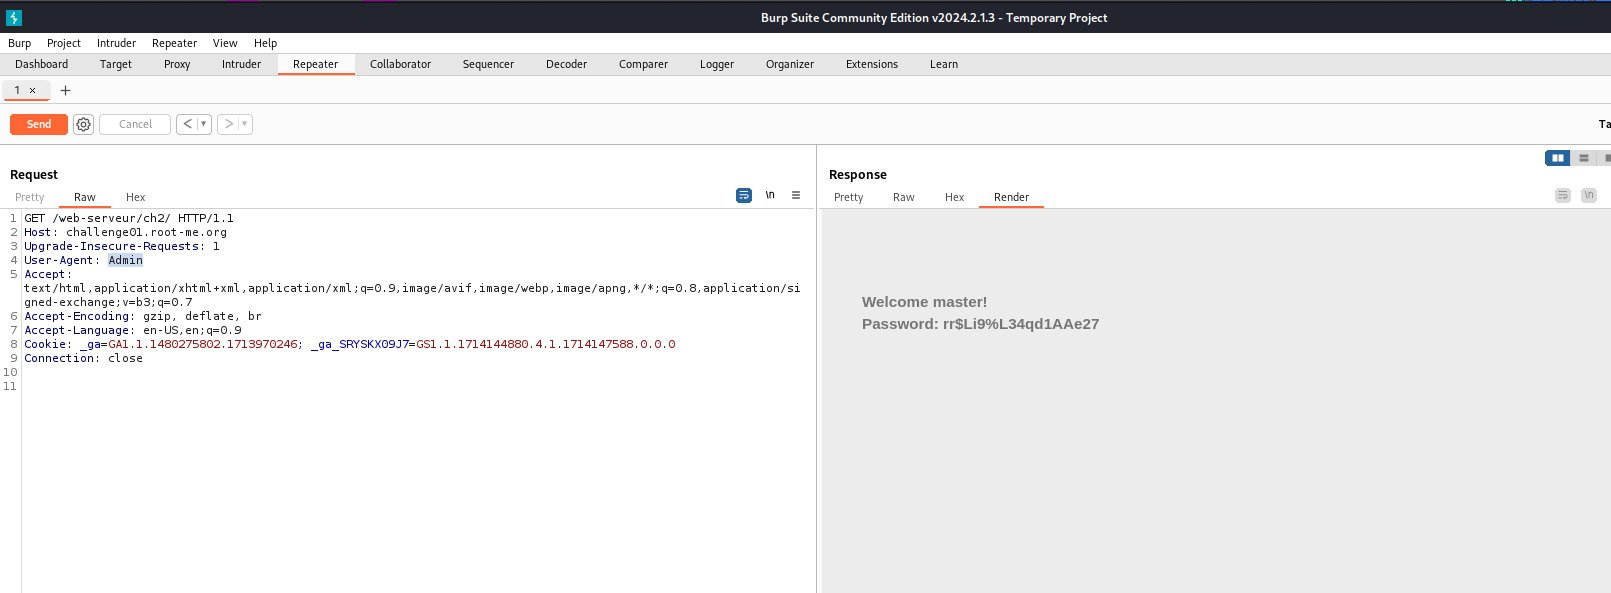 Burp Suite Community Edition v2024.2.1.3 - Temporary Project
Burp Project Intruder Repeater View Help
Dashboard Target Proxy Intruder Repeater Collaborator Sequencer Decoder Comparer Logger Organizer Extensions Learn
1 × +
Send Cancel < > Ta
Request
Pretty Raw Hex \n
1 GET /web-serveur/ch2/ HTTP/1.1
2 Host: challenge01.root-me.org
3 Upgrade-Insecure-Requests: 1
4 User-Agent: Admin
5 Accept:
text/html,application/xhtml+xml,application/xml;q=0.9,image/avif,image/webp,image/apng,*/*;q=0.8,application/si
gned-exchange;v=b3;q=0.7
6 Accept-Encoding: gzip, deflate, br
7 Accept-Language: en-US,en;q=0.9
8 Cookie: _ga=GA1.1.1480275802.1713970246; _ga_SRYSKX09J7=GS1.1.1714144880.4.1.1714147588.0.0.0
9 Connection: close
10
11
Response
Pretty Raw Hex Render \n
Welcome master!
Password: rr$Li9%L34qd1AAe27